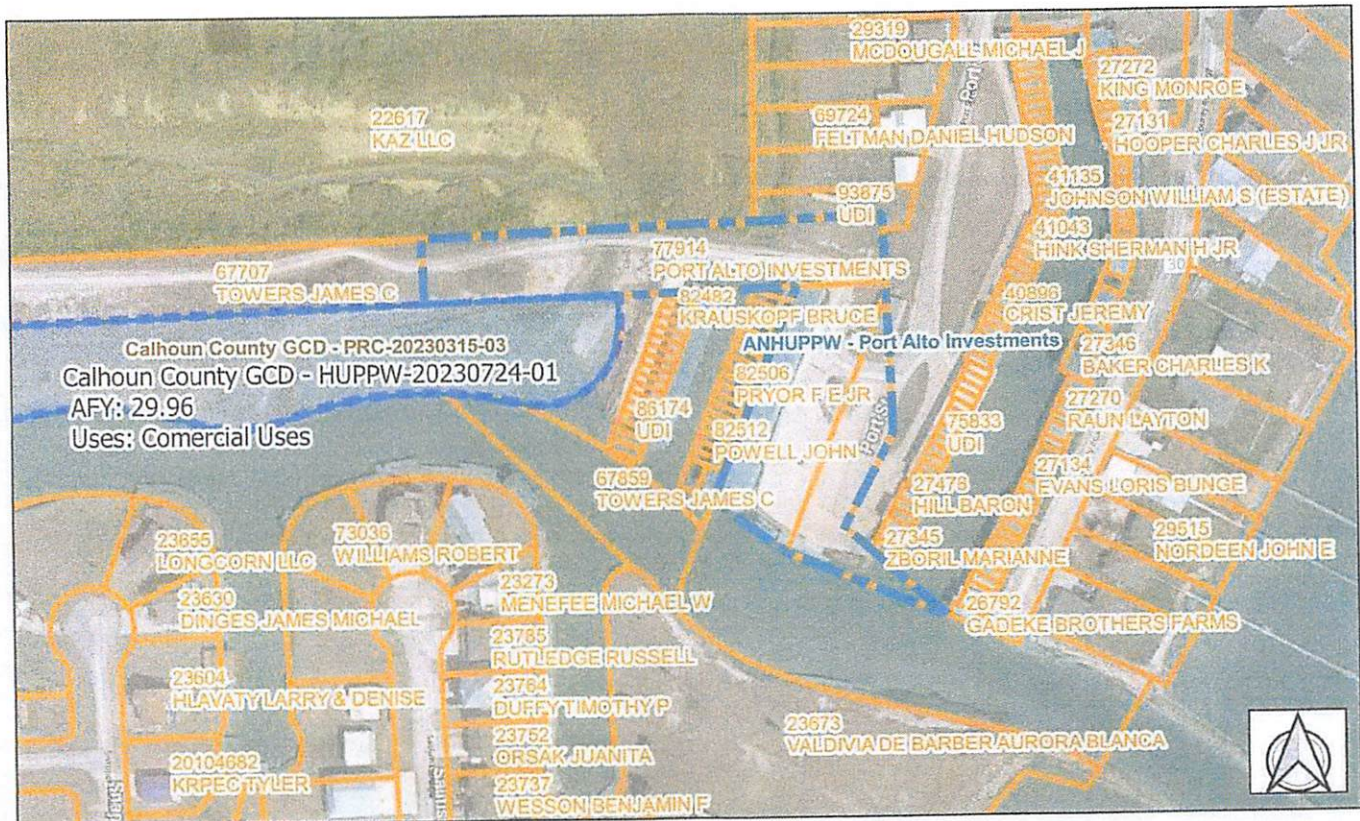 29319
MCDOUGALL MICHAEL J
27272
KING MONROE
22617
KAZ LLC
69724
FELTMAN DANIEL HUDSON
27131
HOOPER CHARLES J JR
93875
UDI
41135
JOHNSON WILLIAM S (ESTATE)
41043
HINK SHERMAN H JR
77914
PORT ALTO INVESTMENTS
67707
TOWERS JAMES C
82482
KRAUSKOPF BRUCE
40896
CRIST JEREMY
ANHUPPW - Port Alto Investments
Calhoun County GCD - PRC-20230315-03
Calhoun County GCD - HUPPW-20230724-01
AFY: 29.96
Uses: Comercial Uses
27346
BAKER CHARLES K
82506
PRYOR F E JR
27270
RAUN LAYTON
86174
UDI
82512
POWELL JOHN
Port St
75833
UDI
27134
EVANS LORIS BUNGE
67859
TOWERS JAMES C
27478
HILL BARON
29515
NORDEEN JOHN E
23655
LONGCORN LLC
73036
WILLIAMS ROBERT
27345
ZBORIL MARIANNE
23630
DINGES JAMES MICHAEL
23273
MENEFEE MICHAEL W
26792
GADEKE BROTHERS FARMS
23785
RUTLEDGE RUSSELL
23604
HLAVATY LARRY & DENISE
23764
DUFFY TIMOTHY P
23673
VALDIVIA DE BARBER AURORA BLANCA
23752
ORSAK JUANITA
20104682
KRPEC TYLER
23737
WESSON BENJAMIN F